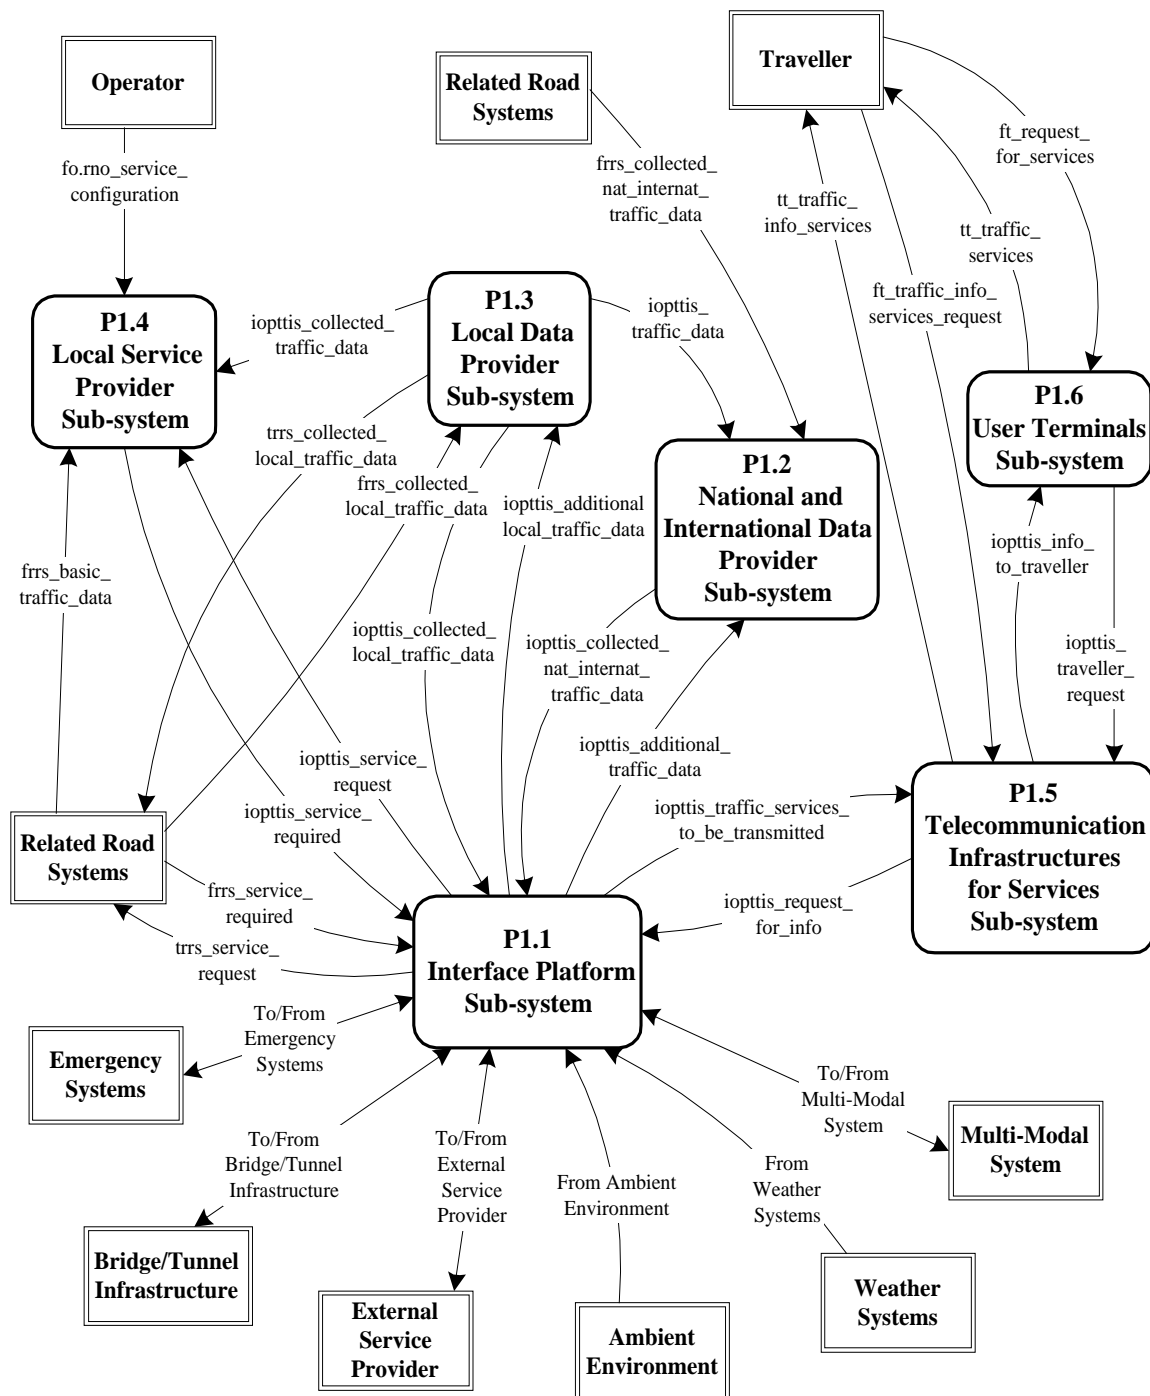 Operator
Related Road
Systems
Traveller
fo.rno_service_
configuration
frrs_collected_
nat_internat_
traffic_data
tt_traffic_
info_services
ft_request_
for_services
tt_traffic_
services
ft_traffic_info_
services_request
P1.4
Local Service
Provider
Sub-system
iopttis_collected_
traffic_data
P1.3
Local Data
Provider
Sub-system
iopttis_
traffic_data
P1.6
User Terminals
Sub-system
trrs_collected_
local_traffic_data
frrs_collected_
local_traffic_data
iopttis_additional
local_traffic_data
P1.2
National and
International Data
Provider
Sub-system
frrs_basic_
traffic_data
iopttis_info_
to_traveller
iopttis_
traveller_
request
iopttis_collected_
local_traffic_data
iopttis_collected_
nat_internat_
traffic_data
iopttis_service_
request
iopttis_additional_
traffic_data
iopttis_service_
required
iopttis_traffic_services_
to_be_transmitted
P1.5
Telecommunication
Infrastructures
for Services
Sub-system
Related Road
Systems
frrs_service_
required
trrs_service_
request
iopttis_request_
for_info
P1.1
Interface Platform
Sub-system
To/From
Emergency
Systems
Emergency
Systems
To/From
Multi-Modal
System
Multi-Modal
System
To/From
Bridge/Tunnel
Infrastructure
To/From
External
Service
Provider
From Ambient
Environment
From
Weather
Systems
Bridge/Tunnel
Infrastructure
External
Service
Provider
Ambient
Environment
Weather
Systems